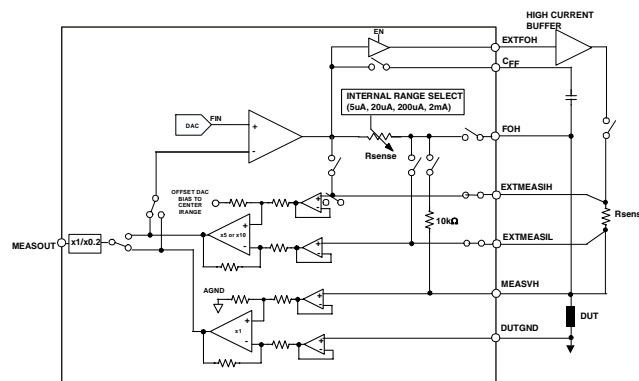 HIGH CURRENT
BUFFER
EN
EXTFOH
CFF
INTERNAL RANGE SELECT
(5uA, 20uA, 200uA, 2mA)
DAC
FIN
+
-
FOH
Rsense
OFFSET DAC
BIAS TO
CENTER
IRANGE
EXTMEASIH
+
-
x5 or x10
+
-
10kΩ
Rsense
MEASOUT
x1/x0.2
EXTMEASIL
+
-
AGND
MEASVH
+
-
x1
+
-
DUT
DUTGND
+
-